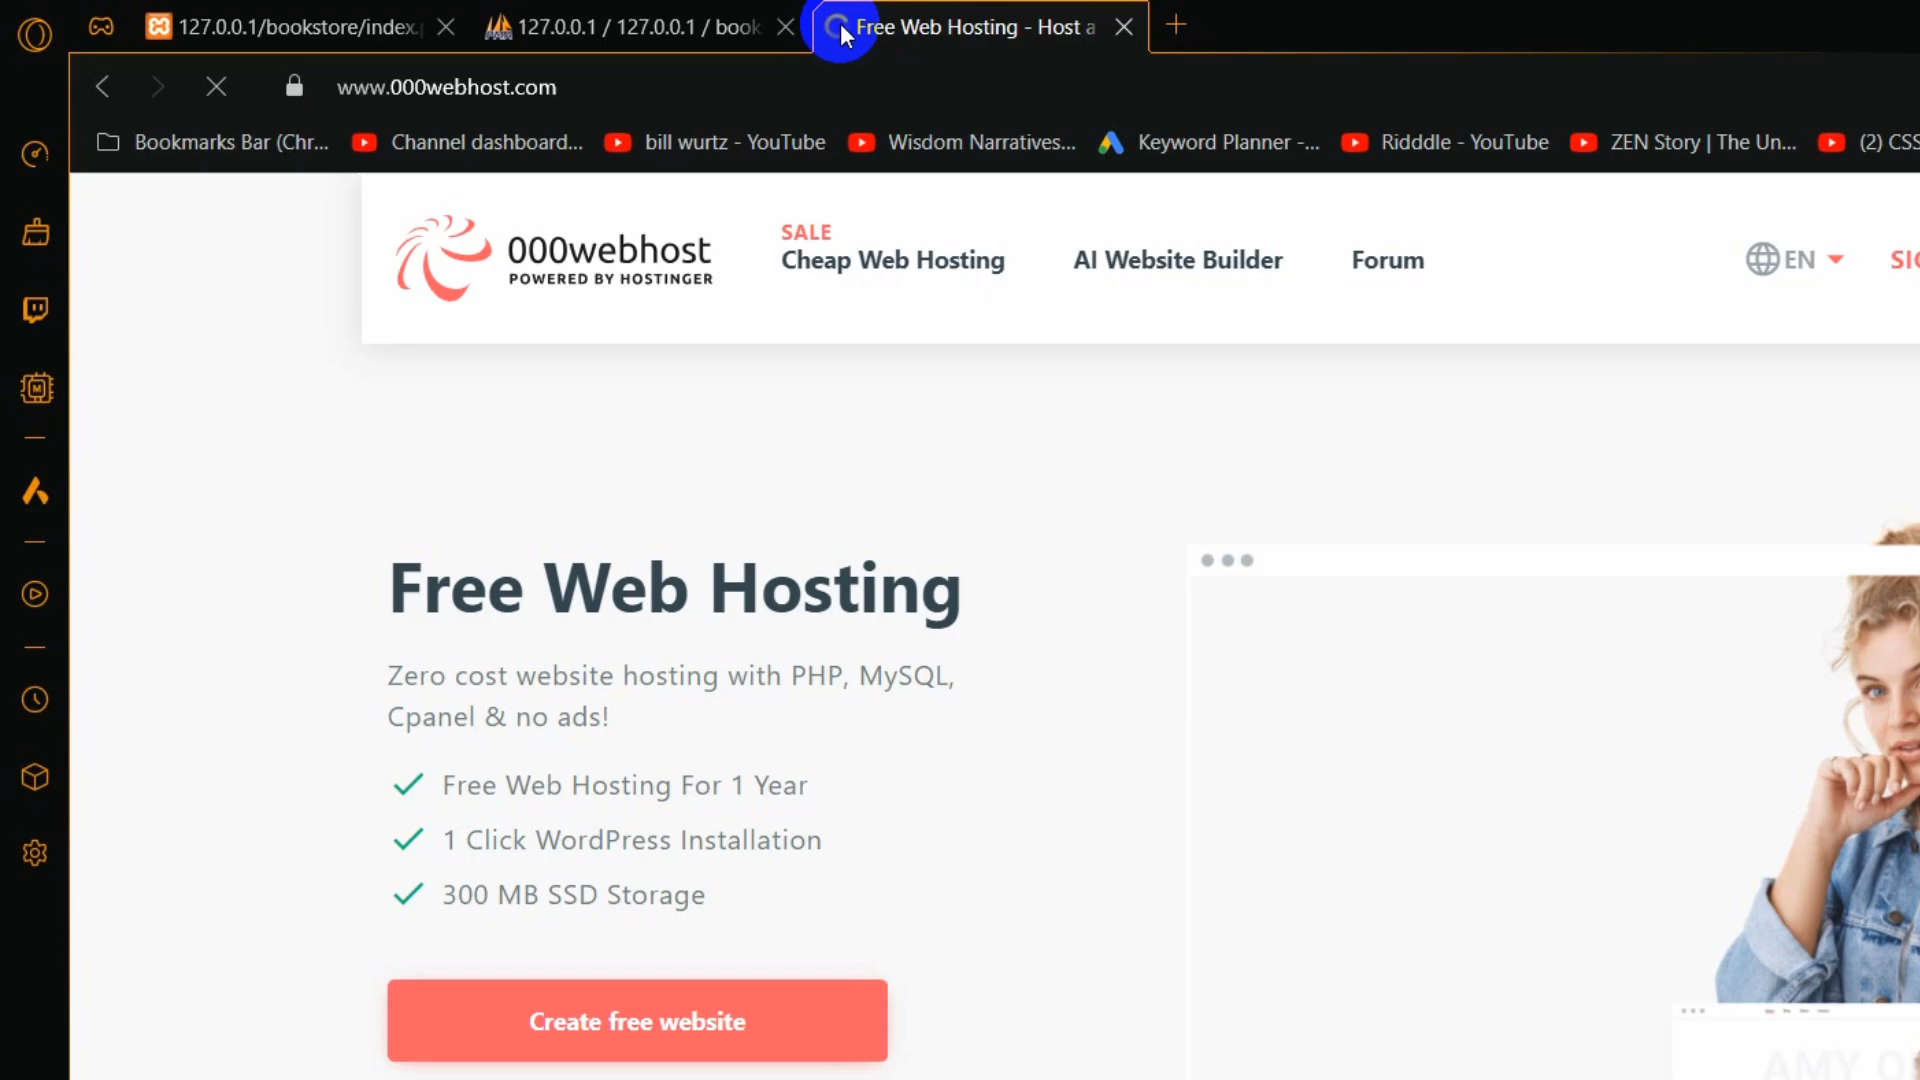 127.0.0.1/bookstore/index.
127.0.0.1 / 127.0.0.1 / book
Free Web Hosting - Host a
www.000webhost.com
Bookmarks Bar (Chr...
Channel dashboard...
bill wurtz - YouTube
Wisdom Narratives...
Keyword Planner -...
Ridddle - YouTube
ZEN Story | The Un...
(2) CSS
000webhost
POWERED BY HOSTINGER
SALE
Cheap Web Hosting
AI Website Builder
Forum
EN
SIG
Free Web Hosting
Zero cost website hosting with PHP, MySQL,
Cpanel & no ads!
Free Web Hosting For 1 Year
1 Click WordPress Installation
300 MB SSD Storage
Create free website
AMY